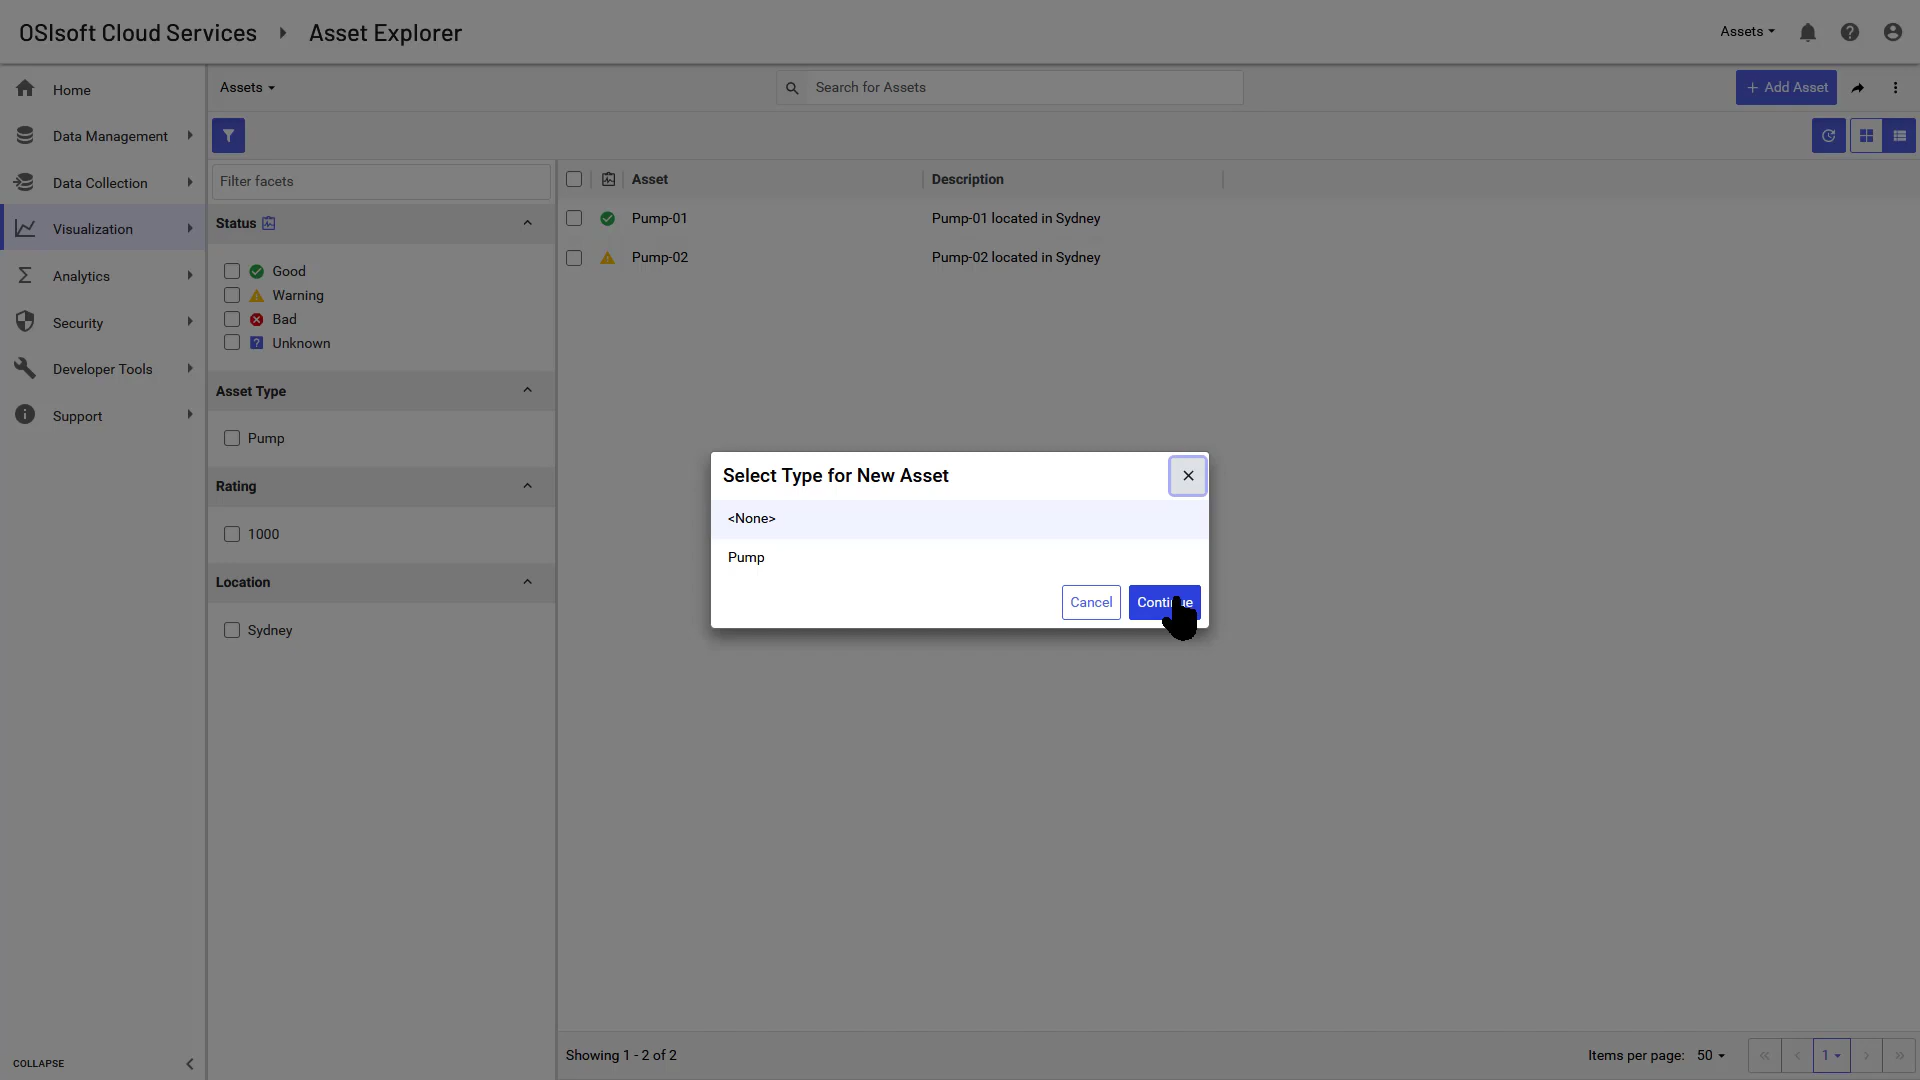 OSIsoft Cloud Services
Asset Explorer
Assets
Home
Data Management
Data Collection
Visualization
Analytics
Security
Developer Tools
Support
COLLAPSE
Assets
Search for Assets
+ Add Asset
Filter facets
Status
Good
Warning
Bad
? Unknown
Asset Type
Pump
Rating
1000
Location
Sydney
Asset Description
Pump-01 Pump-01 located in Sydney
Pump-02 Pump-02 located in Sydney
Select Type for New Asset
<None>
Pump
Cancel Continue
Showing 1 - 2 of 2
Items per page: 50
1